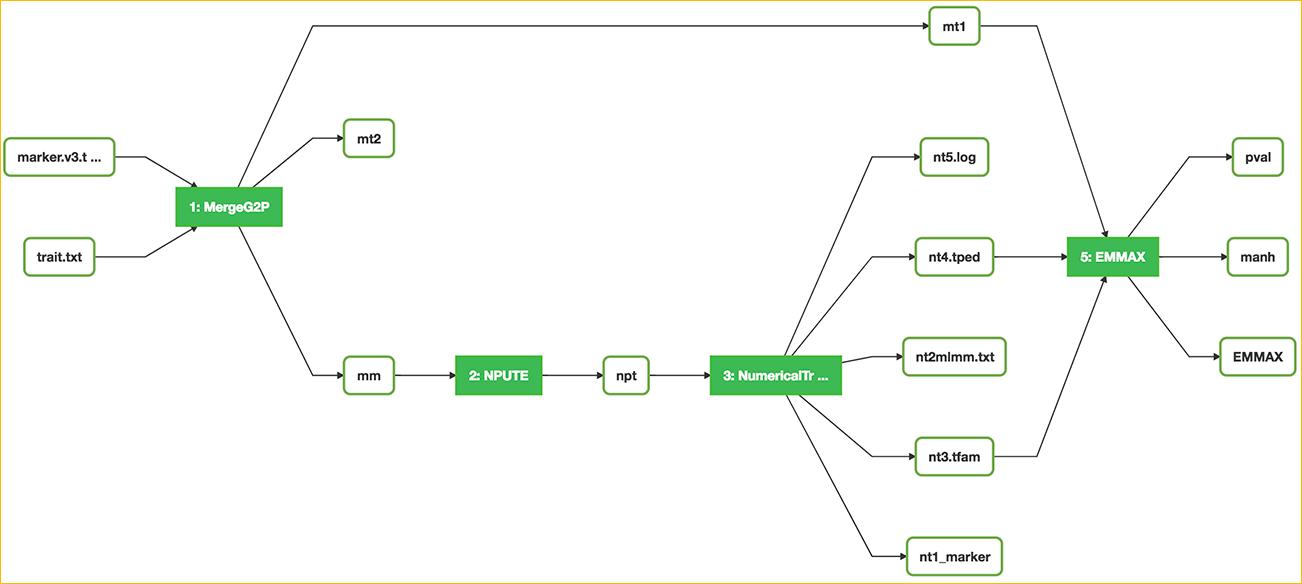 mt1
mt2
marker.v3.t ...
nt5.log
pval
1: MergeG2P
trait.txt
nt4.tped
5: EMMAX
manh
mm
2: NPUTE
npt
3: NumericalTr ...
nt2mlmm.txt
EMMAX
nt3.tfam
nt1_marker